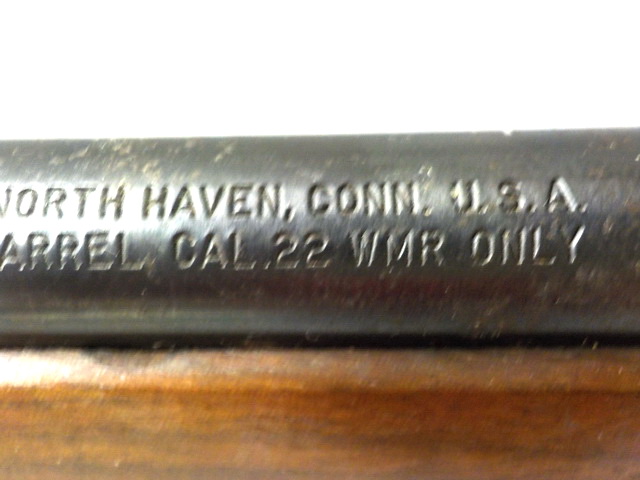 NORTH HAVEN, CONN. U.S.A.
ARREL, CAL.22 WMR ONLY